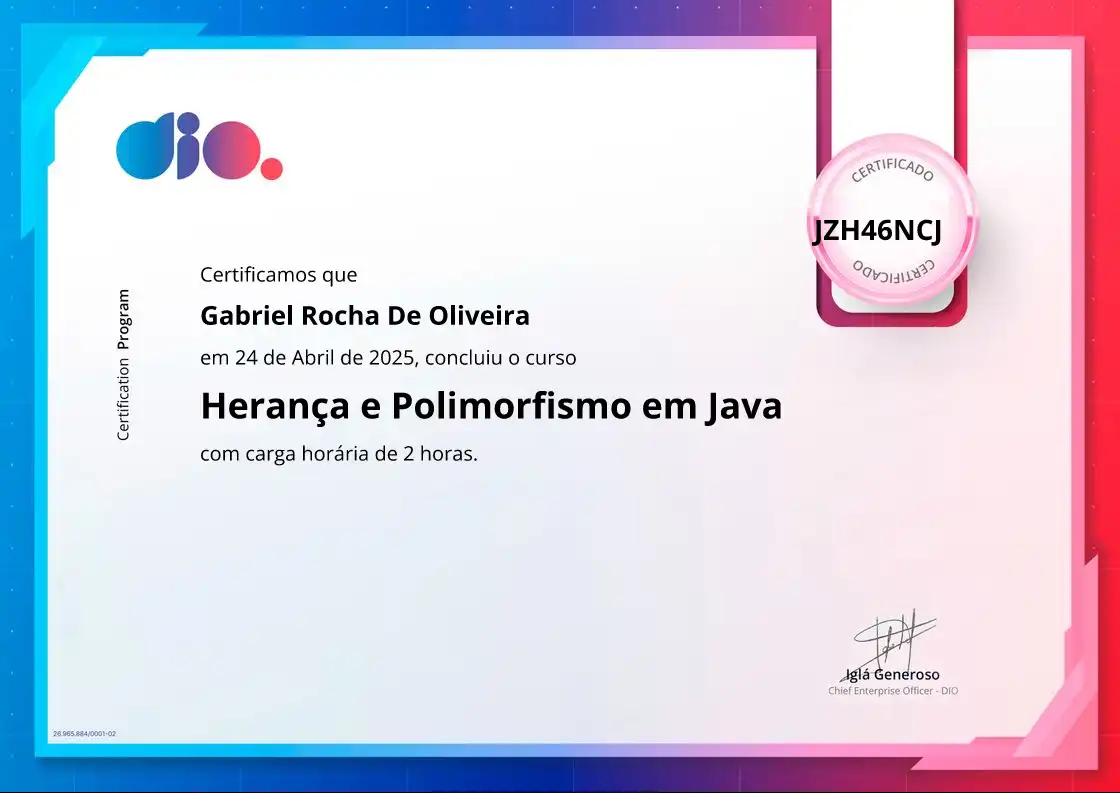 dio.
CERTIFICADO
JZH46NCJ
CERTIFICADO
Certificamos que
Gabriel Rocha De Oliveira
em 24 de Abril de 2025, concluiu o curso
Herança e Polimorfismo em Java
com carga horária de 2 horas.
Certification Program
Iglá Generoso
Chief Enterprise Officer - DIO
26.965.884/0001-02